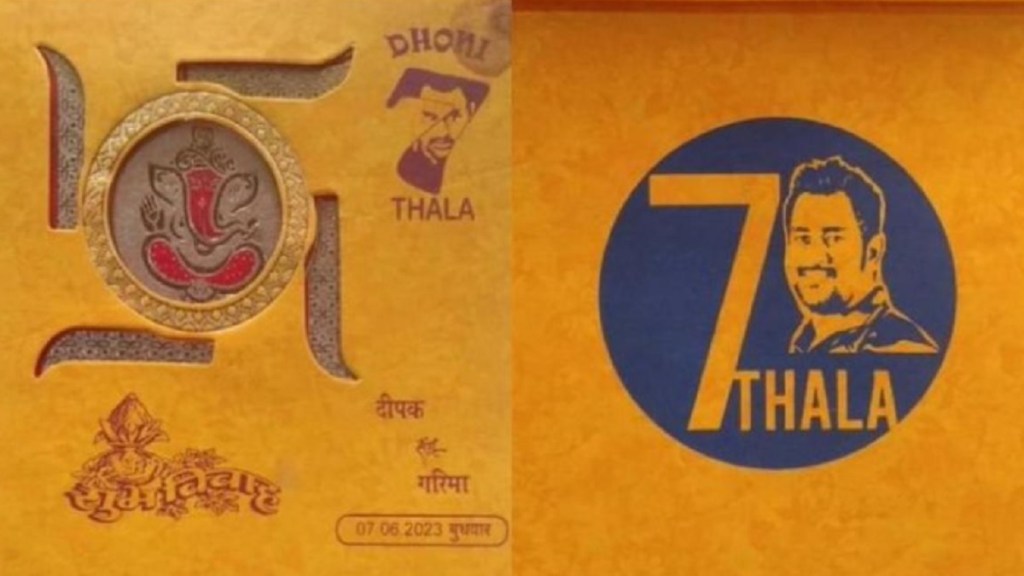 DHONI
7
THALA
शुभ विवाह
दीपक
गरिमा
07.06.2023 बुधवार
7
THALA